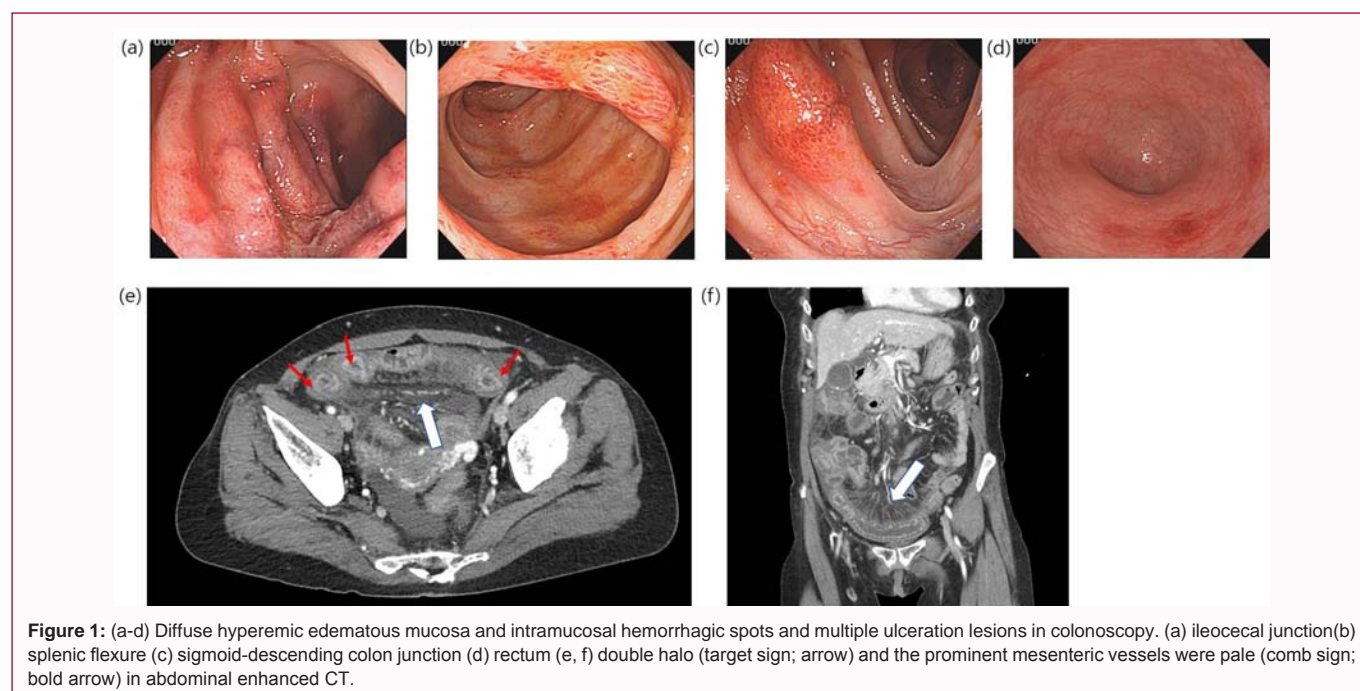 (a)
(b)
(c)
(d)
(e)
(f)
Figure 1: (a-d) Diffuse hyperemic edematous mucosa and intramucosal hemorrhagic spots and multiple ulceration lesions in colonoscopy. (a) ileocecal junction(b)
splenic flexure (c) sigmoid-descending colon junction (d) rectum (e, f) double halo (target sign; arrow) and the prominent mesenteric vessels were pale (comb sign;
bold arrow) in abdominal enhanced CT.